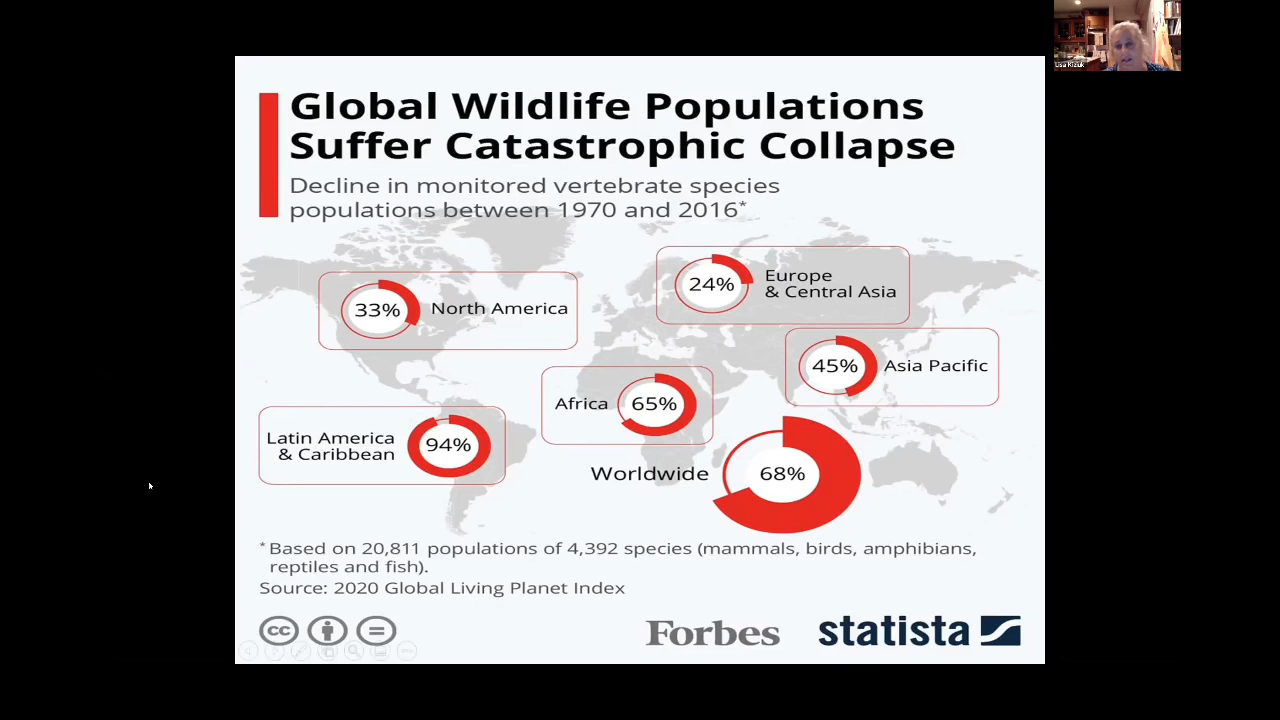 Lisa Kiziuk
Global Wildlife Populations
Suffer Catastrophic Collapse
Decline in monitored vertebrate species
populations between 1970 and 2016*
33%
North America
24%
Europe
& Central Asia
45%
Asia Pacific
Africa
65%
Latin America
& Caribbean
94%
Worldwide
68%
*Based on 20,811 populations of 4,392 species (mammals, birds, amphibians,
reptiles and fish).
Source: 2020 Global Living Planet Index
cc
Forbes
statista